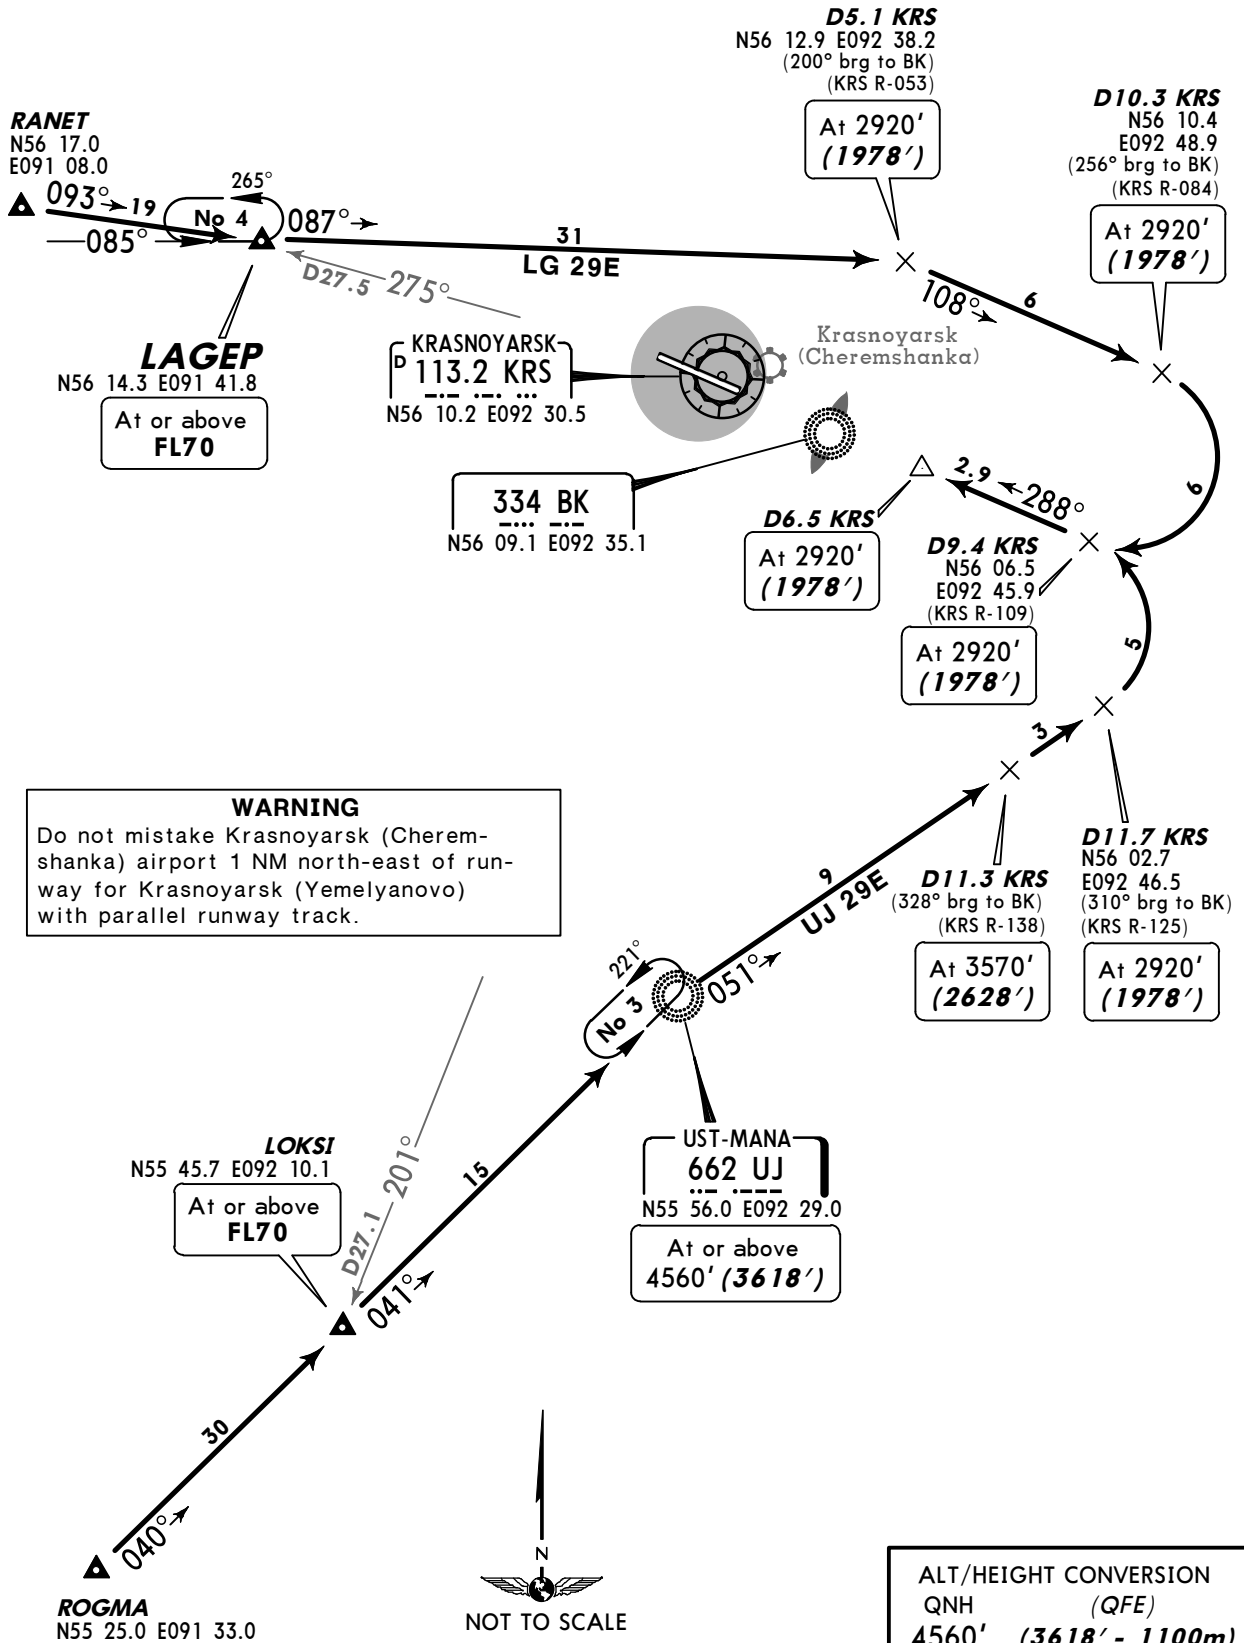 D5.1 KRS
N56 12.9 E092 38.2
(200° brg to BK)
(KRS R-053)
At 2920'
(1978')
D10.3 KRS
N56 10.4
E092 48.9
(256° brg to BK)
(KRS R-084)
At 2920'
(1978')
RANET
N56 17.0
E091 08.0
093°
19
265°
No 4
085°
087°
31
LG 29E
D27.5
275°
108°
6
LAGEP
N56 14.3 E091 41.8
At or above
FL70
KRASNOYARSK
D 113.2 KRS
N56 10.2 E092 30.5
Krasnoyarsk
(Cheremshanka)
334 BK
N56 09.1 E092 35.1
D6.5 KRS
At 2920'
(1978')
2.9
288°
6
D9.4 KRS
N56 06.5
E092 45.9
(KRS R-109)
At 2920'
(1978')
5
3
WARNING
Do not mistake Krasnoyarsk (Cherem-
shanka) airport 1 NM north-east of run-
way for Krasnoyarsk (Yemelyanovo)
with parallel runway track.
9
UJ 29E
D11.3 KRS
(328° brg to BK)
(KRS R-138)
At 3570'
(2628')
D11.7 KRS
N56 02.7
E092 46.5
(310° brg to BK)
(KRS R-125)
At 2920'
(1978')
221°
No 3
051°
UST-MANA
662 UJ
N55 56.0 E092 29.0
At or above
4560' (3618')
LOKSI
N55 45.7 E092 10.1
At or above
FL70
D27.1
201°
15
041°
30
040°
ROGMA
N55 25.0 E091 33.0
N
NOT TO SCALE
ALT/HEIGHT CONVERSION
QNH (QFE)
4560' (3618' - 1100m)